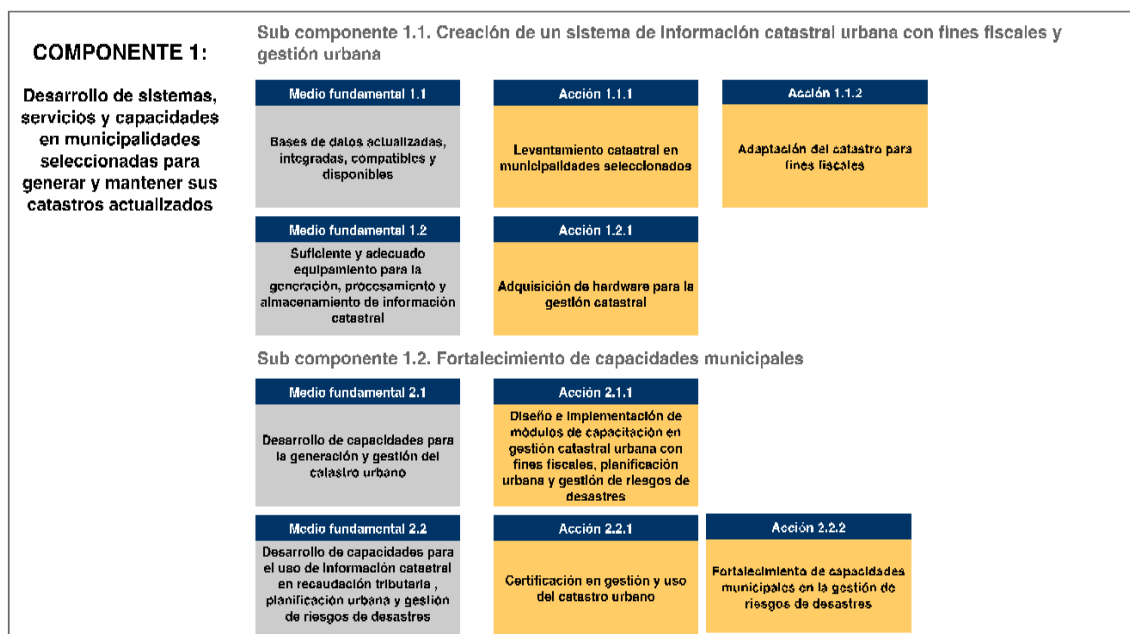 COMPONENTE 1:
Desarrollo de sistemas,
servicios y capacidades
en municipalidades
seleccionadas para
generar y mantener sus
catastros actualizados
Sub componente 1.1. Creación de un sistema de información catastral urbana con fines fiscales y
gestión urbana
Medio fundamental 1.1
Bases de datos actualizadas,
integradas, compatibles y
disponibles
Acción 1.1.1
Levantamiento catastral en
municipalidades seleccionados
Acción 1.1.2
Adaptación del catastro para
fines fiscales
Medio fundamental 1.2
Suficiente y adecuado
equipamiento para la
generación, procesamiento y
almacenamiento de información
catastral
Acción 1.2.1
Adquisición de hardware para la
gestión catastral
Sub componente 1.2. Fortalecimiento de capacidades municipales
Medio fundamental 2.1
Desarrollo de capacidades para
la generación y gestión del
catastro urbano
Acción 2.1.1
Diseño e implementación de
módulos de capacitación en
gestión catastral urbana con
fines fiscales, planificación
urbana y gestión de riesgos de
desastres
Medio fundamental 2.2
Desarrollo de capacidades para
el uso de información catastral
en recaudación tributaria ,
planificación urbana y gestión
de riesgos de desastres
Acción 2.2.1
Certificación en gestión y uso
del catastro urbano
Acción 2.2.2
Fortalecimiento de capacidades
municipales en la gestión de
riesgos de desastres